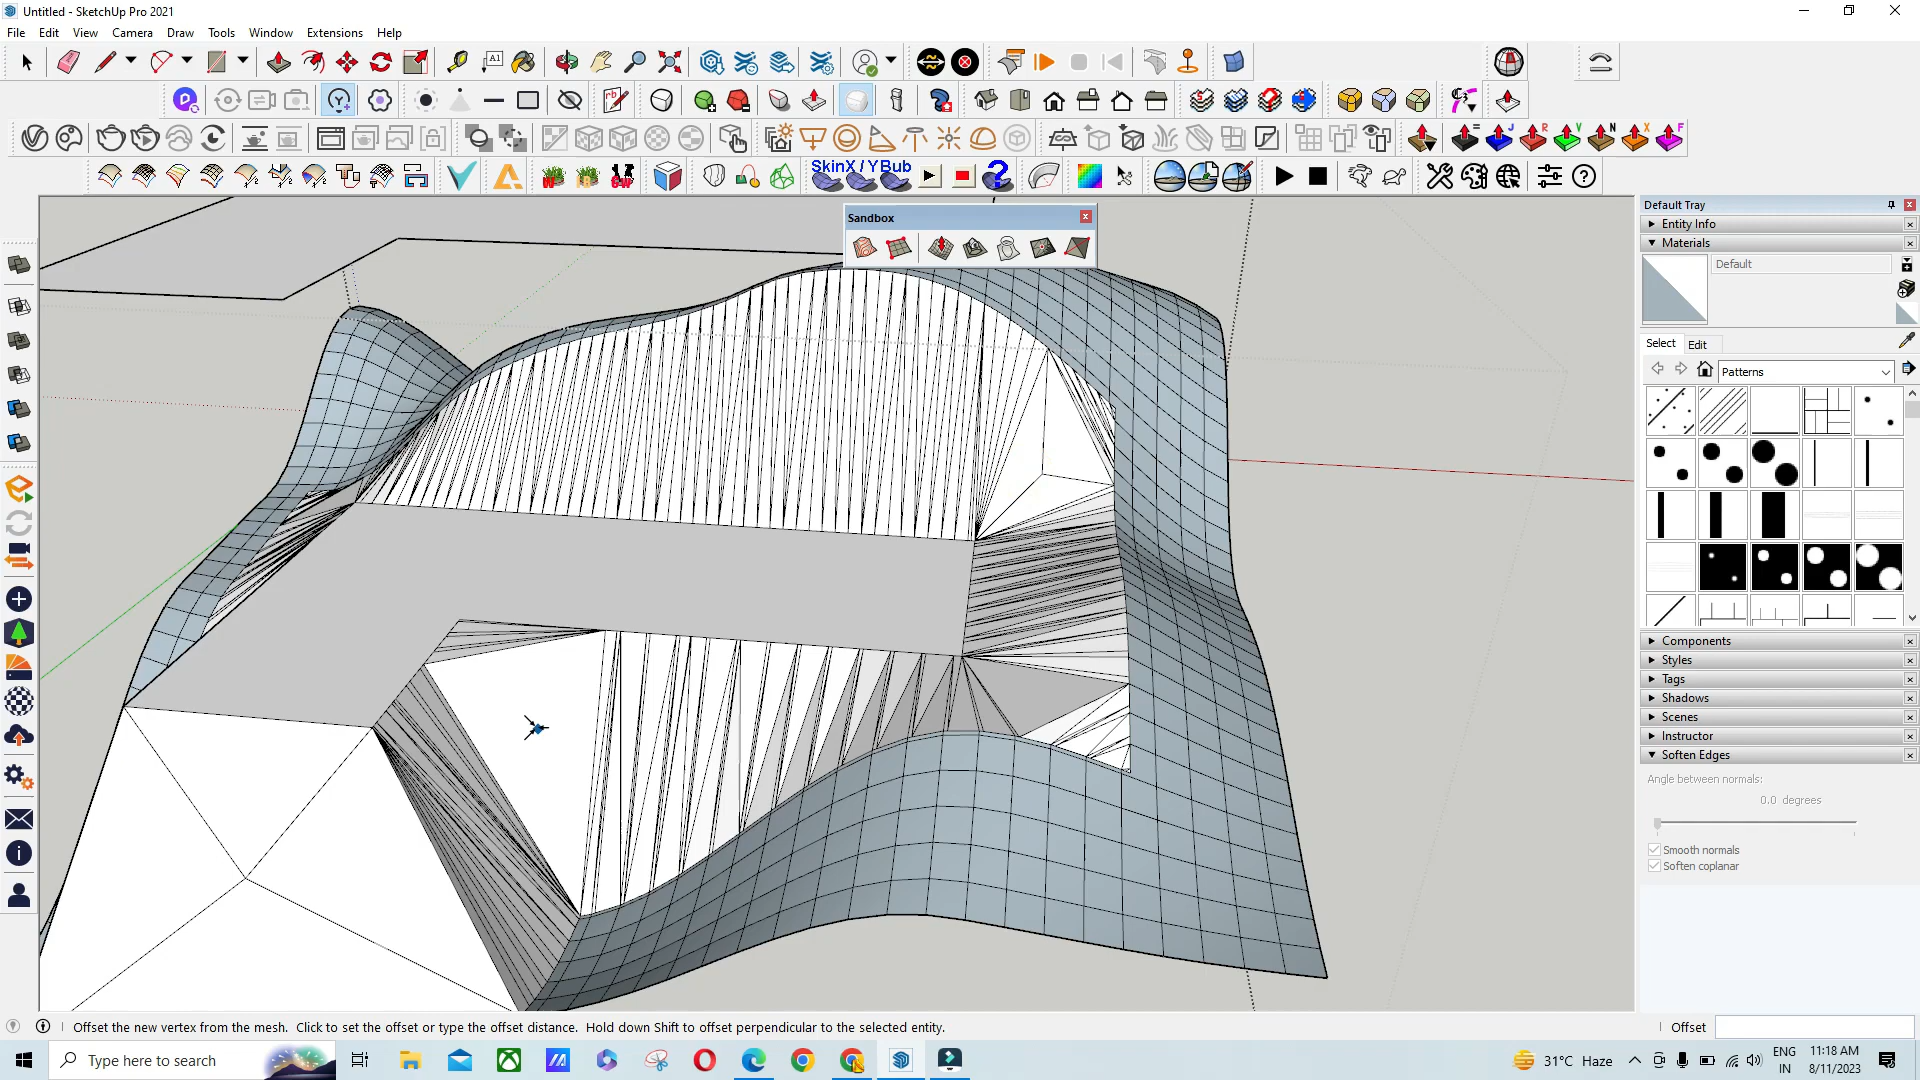 Untitled - SketchUp Pro 2021
File Edit View Camera Draw Tools Window Extensions Help
A1
SkinX / YBub
Sandbox
Default Tray
Entity Info
Materials
Default
Select Edit
Patterns
Components
Styles
Tags
Shadows
Scenes
Instructor
Soften Edges
Angle between normals:
0.0 degrees
Smooth normals
Soften coplanar
Offset the new vertex from the mesh. Click to set the offset or type the offset distance. Hold down Shift to offset perpendicular to the selected entity.
Offset
Type here to search
31°C Haze
ENG
IN
11:18 AM
8/11/2023